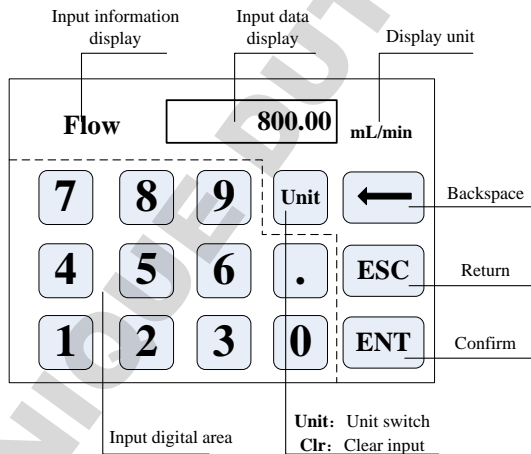 Input information
display
Input data
display
Display unit
Flow
800.00
mL/min
7 8 9 Unit
Backspace
4 5 6 . ESC
Return
1 2 3 0 ENT
Confirm
Input digital area
Unit: Unit switch
Clr: Clear input
NIQUE DUT